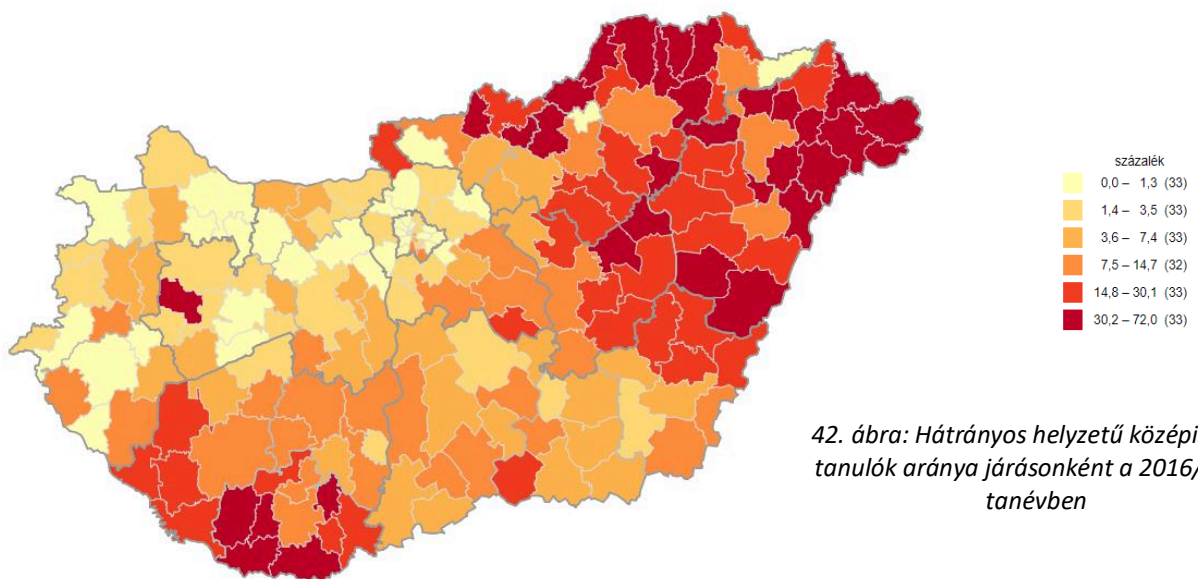 százalék
0,0 – 1,3 (33)
1,4 – 3,5 (33)
3,6 – 7,4 (33)
7,5 – 14,7 (32)
14,8 – 30,1 (33)
30,2 – 72,0 (33)
42. ábra: Hátrányos helyzetű középi
tanulók aránya járásonként a 2016/
tanévben